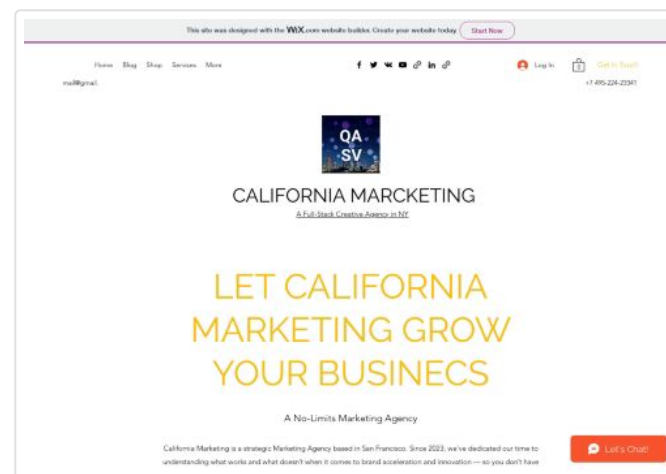 This site was designed with the WiX.com website builder. Create your website today. Start Now
Home Blog Shop Services More
Log In
0
Get In Touch
mail@gmail.
+7 495-224-23341
QA
SV
CALIFORNIA MARCKETING
A Full-Stack Creative Agency in NY
LET CALIFORNIA
MARKETING GROW
YOUR BUSINECS
A No-Limits Marketing Agency
California Marketing is a strategic Marketing Agency based in San Francisco. Since 2023, we've dedicated our time to
understanding what works and what doesn't when it comes to brand acceleration and innovation — so you don't have
Let's Chat!